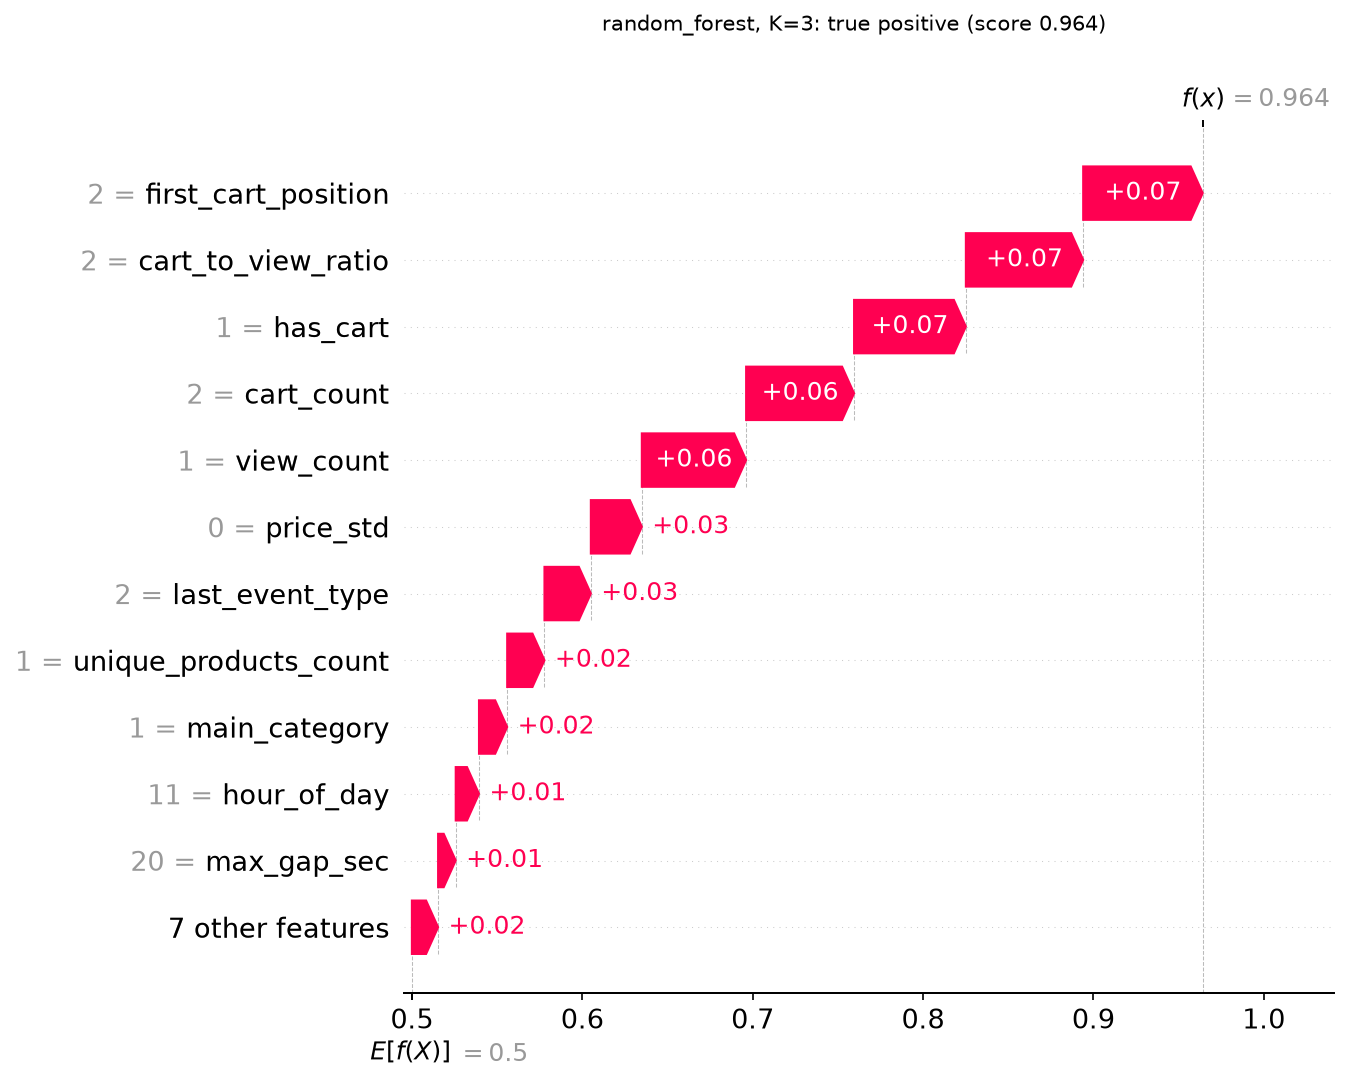 random_forest, K=3: true positive (score 0.964)
f(x) = 0.964
2 = first_cart_position +0.07
2 = cart_to_view_ratio +0.07
1 = has_cart +0.07
2 = cart_count +0.06
1 = view_count +0.06
0 = price_std +0.03
2 = last_event_type +0.03
1 = unique_products_count +0.02
1 = main_category +0.02
11 = hour_of_day +0.01
20 = max_gap_sec +0.01
7 other features +0.02
0.5 0.6 0.7 0.8 0.9 1.0
E[f(X)] = 0.5